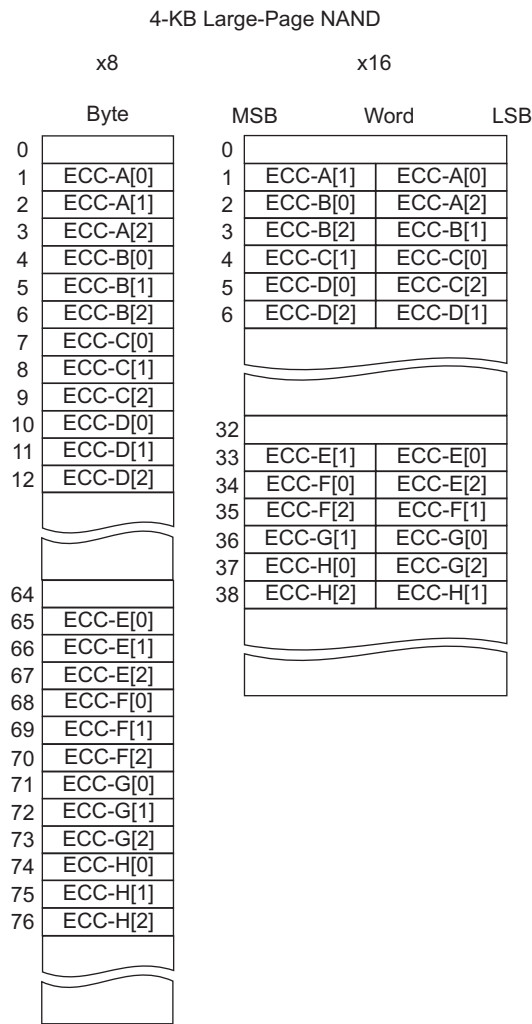 4-KB Large-Page NAND
x8
Byte
0
1 ECC-A[0]
2 ECC-A[1]
3 ECC-A[2]
4 ECC-B[0]
5 ECC-B[1]
6 ECC-B[2]
7 ECC-C[0]
8 ECC-C[1]
9 ECC-C[2]
10 ECC-D[0]
11 ECC-D[1]
12 ECC-D[2]
64
65 ECC-E[0]
66 ECC-E[1]
67 ECC-E[2]
68 ECC-F[0]
69 ECC-F[1]
70 ECC-F[2]
71 ECC-G[0]
72 ECC-G[1]
73 ECC-G[2]
74 ECC-H[0]
75 ECC-H[1]
76 ECC-H[2]
x16
MSB Word LSB
0
1 ECC-A[1] ECC-A[0]
2 ECC-B[0] ECC-A[2]
3 ECC-B[2] ECC-B[1]
4 ECC-C[1] ECC-C[0]
5 ECC-D[0] ECC-C[2]
6 ECC-D[2] ECC-D[1]
32
33 ECC-E[1] ECC-E[0]
34 ECC-F[0] ECC-E[2]
35 ECC-F[2] ECC-F[1]
36 ECC-G[1] ECC-G[0]
37 ECC-H[0] ECC-G[2]
38 ECC-H[2] ECC-H[1]